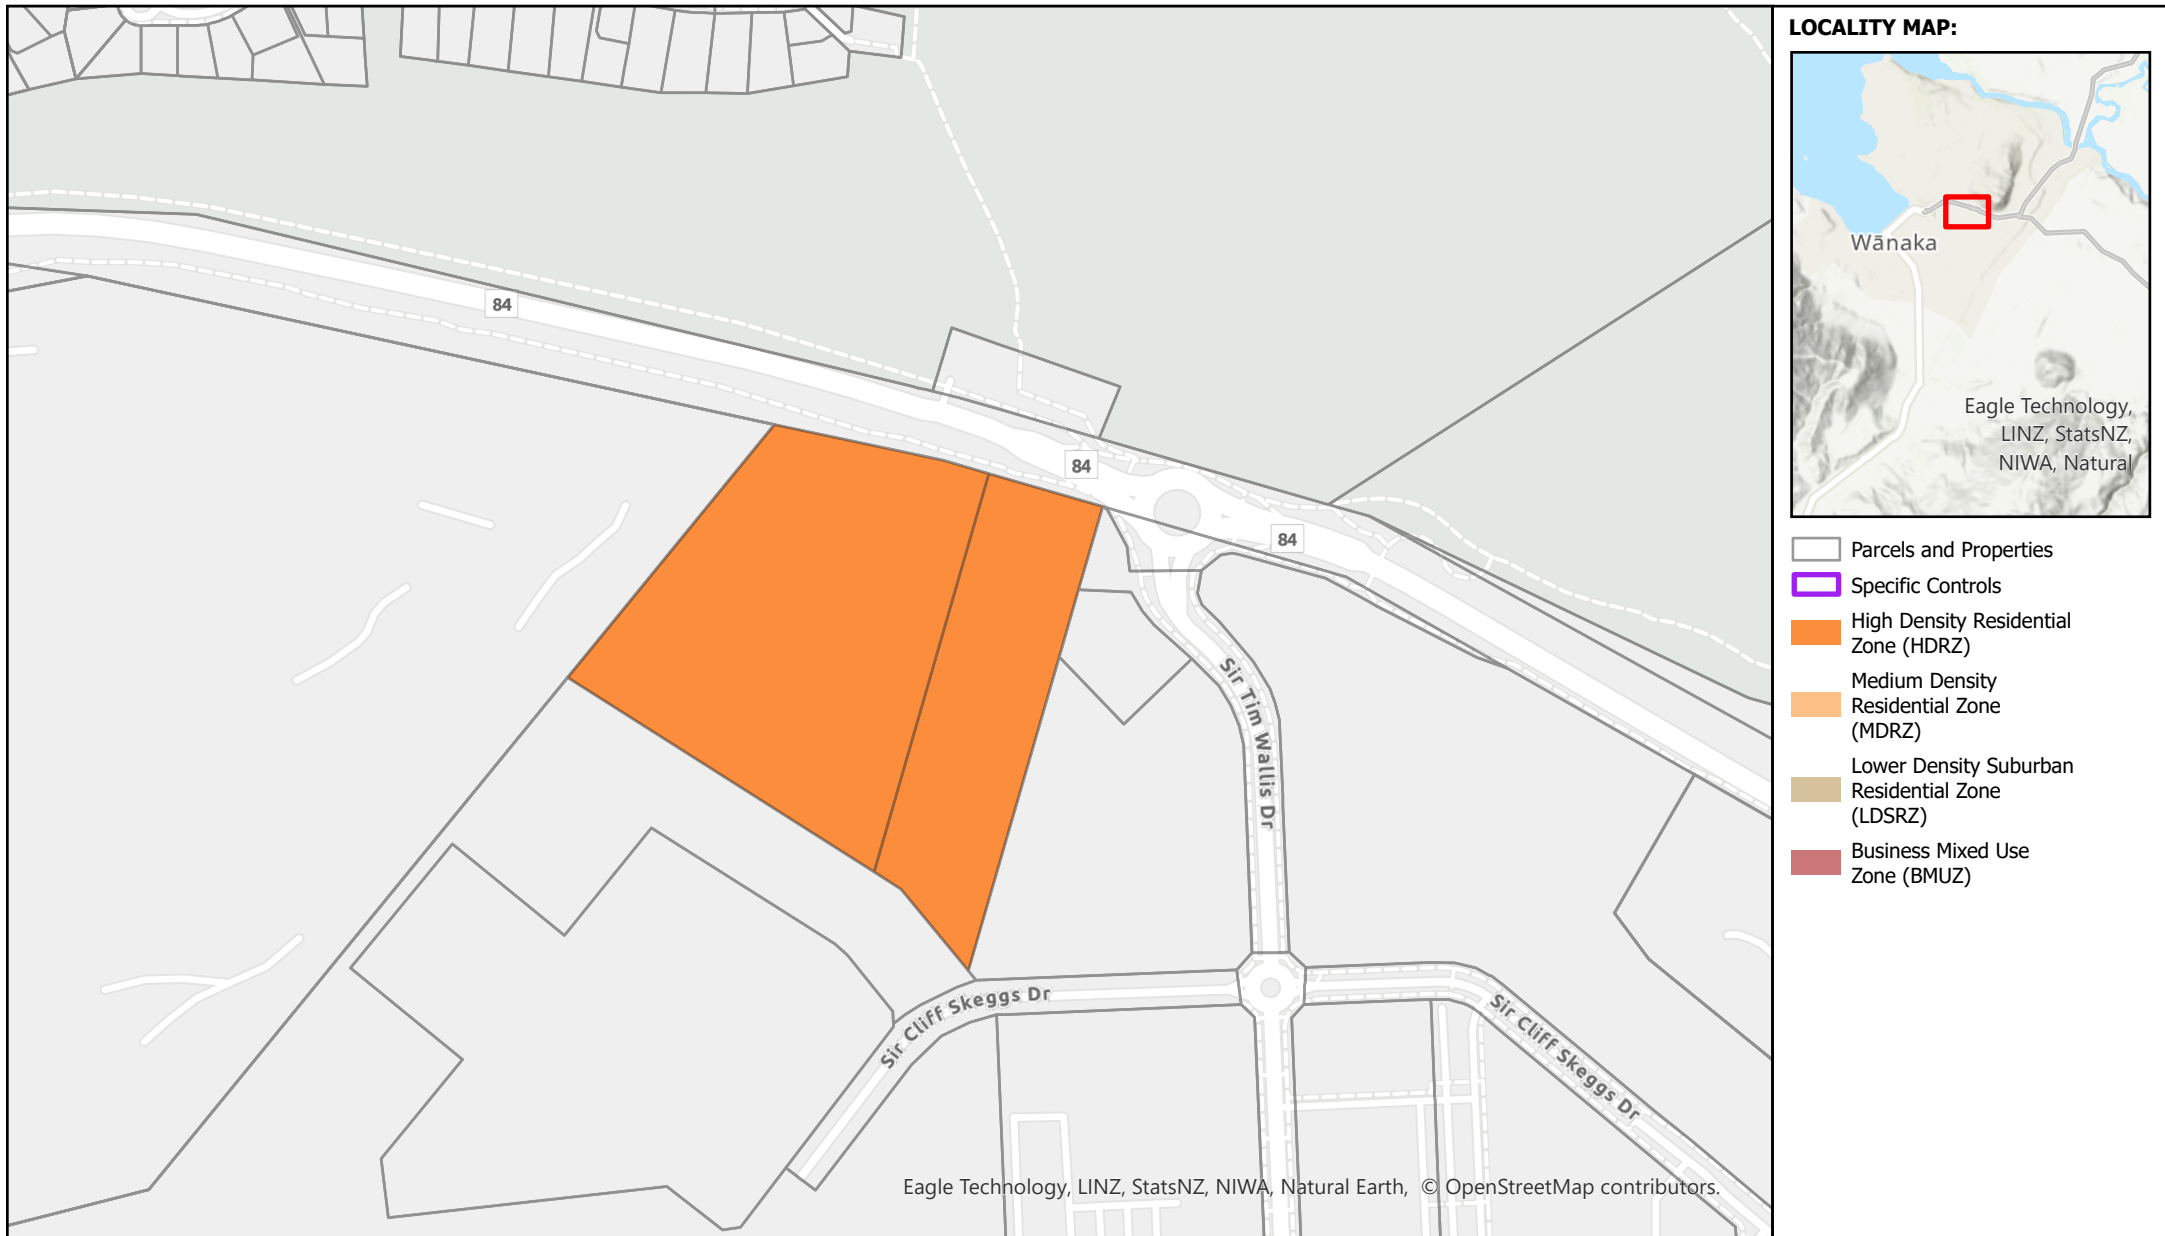 LOCALITY MAP:
Wānaka
Eagle Technology,
LINZ, StatsNZ,
NIWA, Natural
84
84
84
Sir Tim Wallis Dr
Sir Cliff Skeggs Dr
Sir Cliff Skeggs Dr
Eagle Technology, LINZ, StatsNZ, NIWA, Natural Earth, © OpenStreetMap contributors.
Parcels and Properties
Specific Controls
High Density Residential
Zone (HDRZ)
Medium Density
Residential Zone
(MDRZ)
Lower Density Suburban
Residential Zone
(LDSRZ)
Business Mixed Use
Zone (BMUZ)